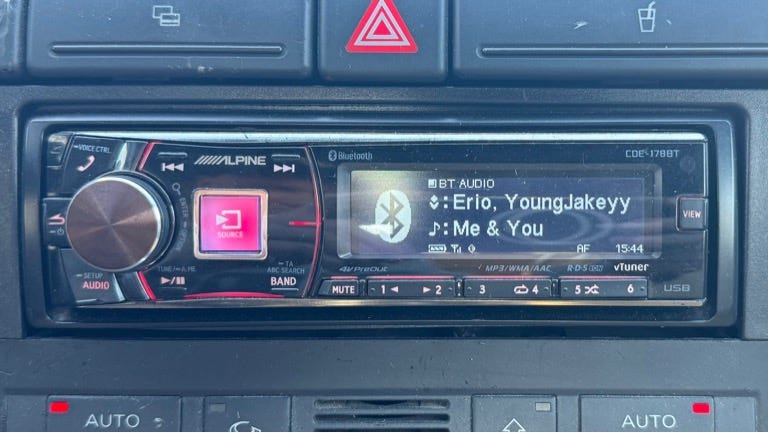 VOICE CTRL
ALPINE
Bluetooth
CDE-178BT
ENTER
SOURCE
BT AUDIO
: Erio, YoungJakeyy
: Me & You
AF 15:44
VIEW
SETUP
AUDIO
TUNE/A.ME
TA
ABC SEARCH
BAND
4V PreOut
MP3/WMA/AAC
R·D·S
vTuner
MUTE
1 2 3 4 5 6
USB
AUTO
AUTO